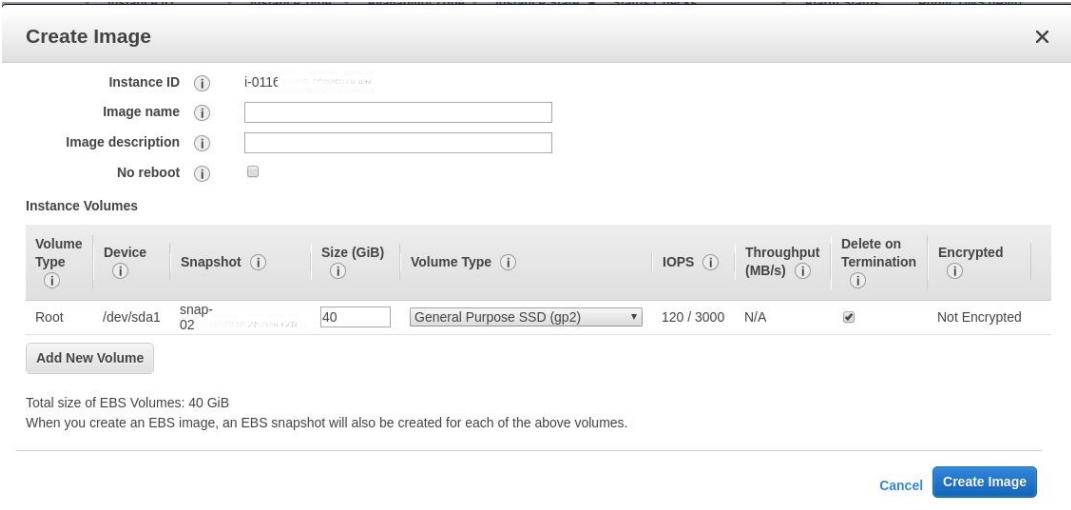 Create Image ×
Instance ID i i-0116
Image name i
Image description i
No reboot i
Instance Volumes
Volume Type i Device i Snapshot i Size (GiB) i Volume Type i IOPS i Throughput (MB/s) i Delete on Termination i Encrypted i
Root /dev/sda1 snap-02 40 General Purpose SSD (gp2) 120 / 3000 N/A Not Encrypted
Add New Volume
Total size of EBS Volumes: 40 GiB
When you create an EBS image, an EBS snapshot will also be created for each of the above volumes.
Cancel Create Image